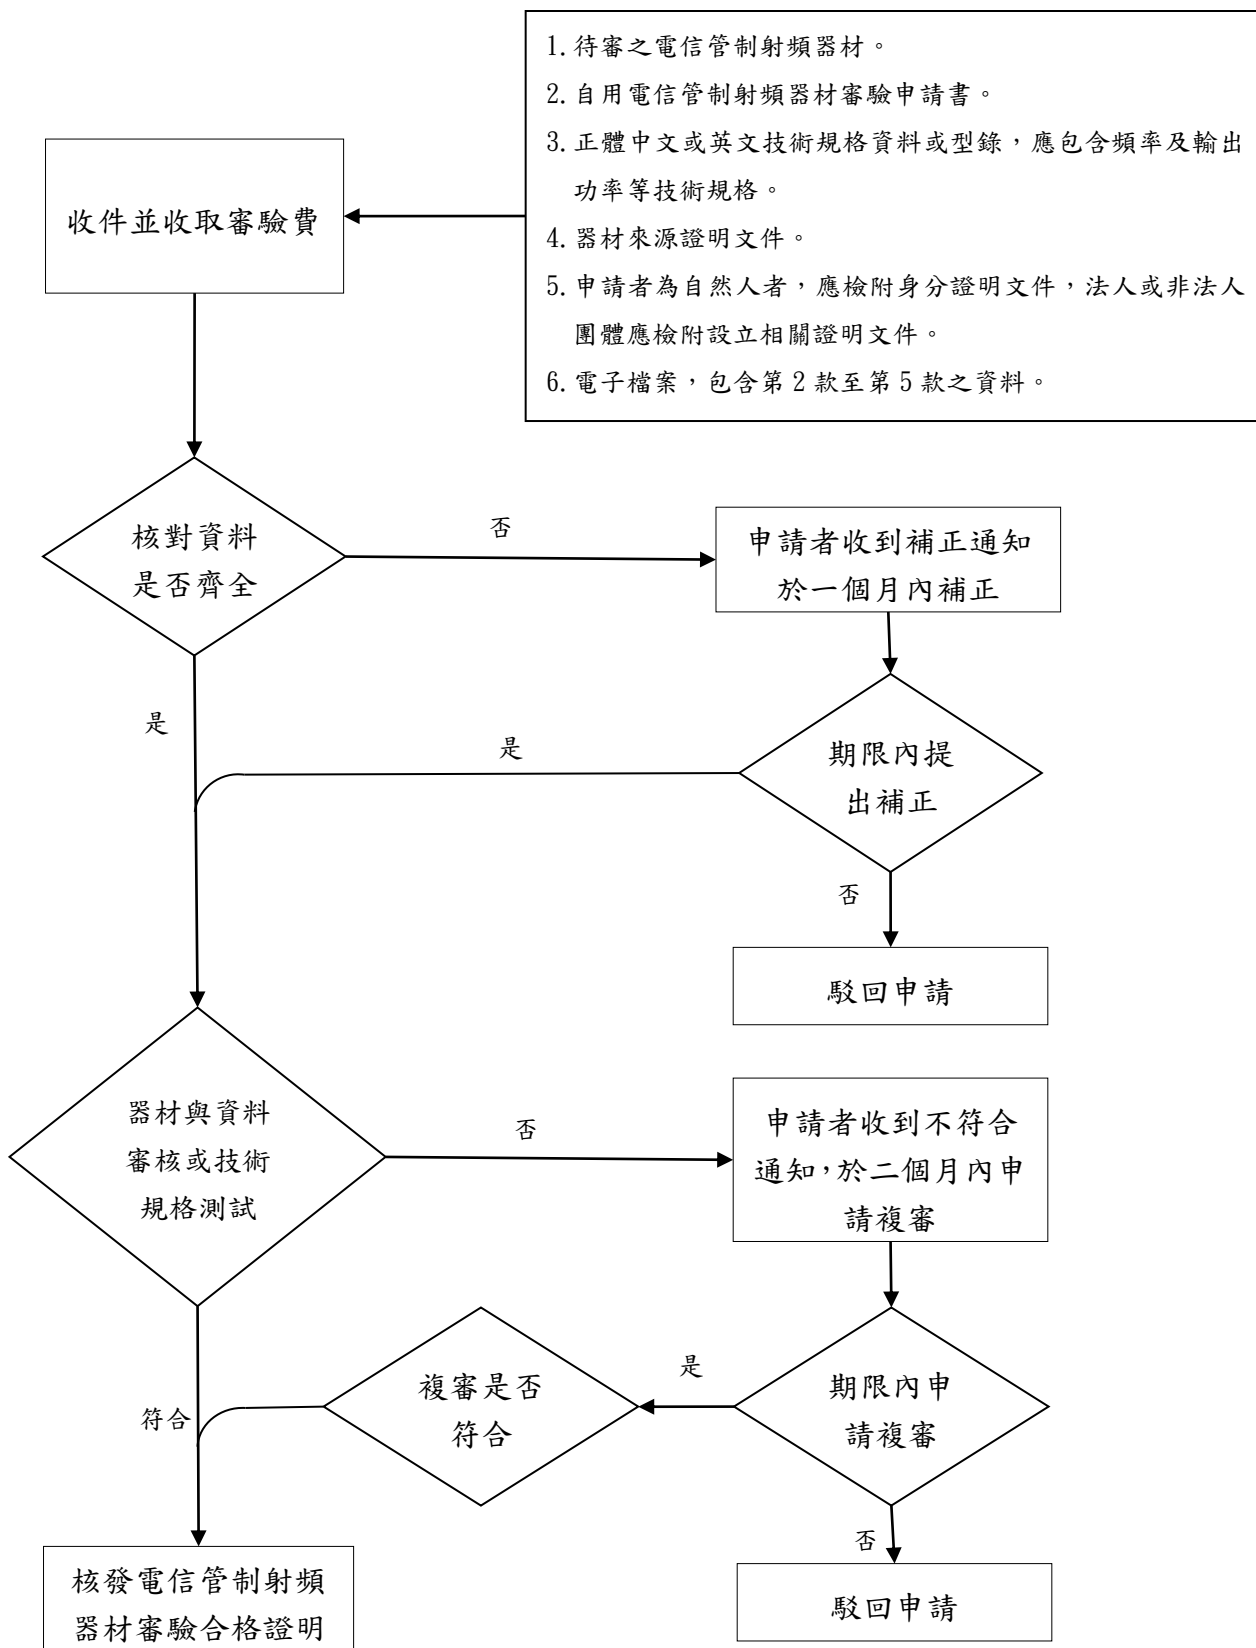 1.待審之電信管制射頻器材。
2.自用電信管制射頻器材審驗申請書。
3.正體中文或英文技術規格資料或型錄，應包含頻率及輸出
功率等技術規格。
4.器材來源證明文件。
5.申請者為自然人者，應檢附身分證明文件，法人或非法人
團體應檢附設立相關證明文件。
6.電子檔案，包含第 2 款至第 5 款之資料。
收件並收取審驗費
核對資料
是否齊全
否
申請者收到補正通知
於一個月內補正
是
是
期限內提
出補正
否
駁回申請
器材與資料
審核或技術
規格測試
否
申請者收到不符合
通知，於二個月內申
請複審
符合
複審是否
符合
是
期限內申
請複審
否
核發電信管制射頻
器材審驗合格證明
駁回申請